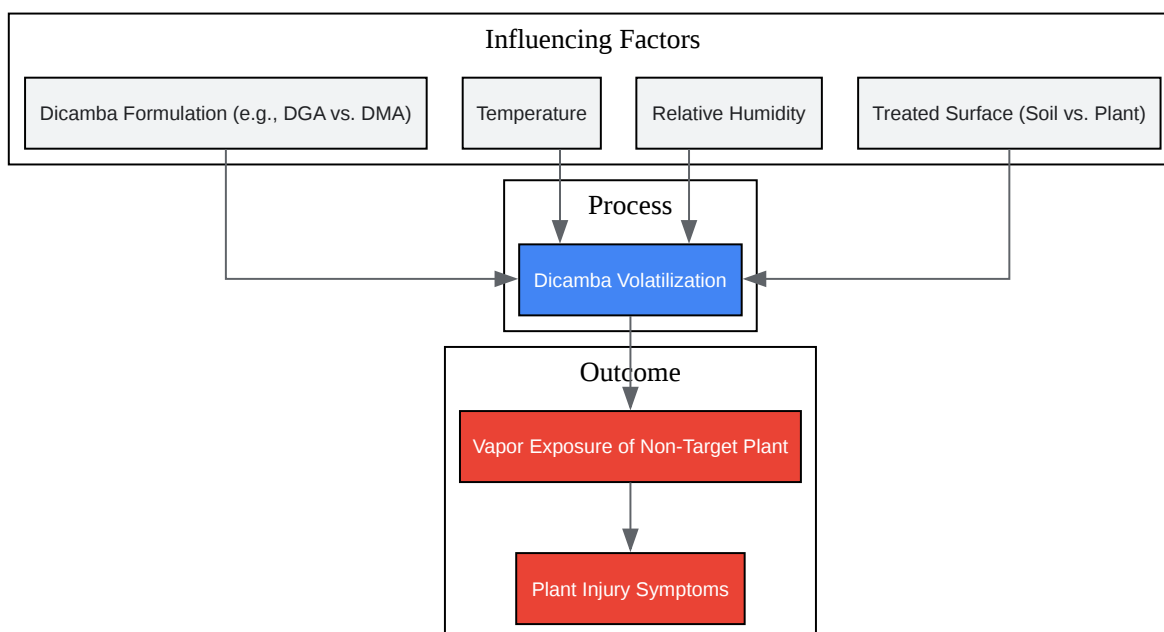 Influencing Factors
Dicamba Formulation (e.g., DGA vs. DMA)
Temperature
Relative Humidity
Treated Surface (Soil vs. Plant)
Process
Dicamba Volatilization
Outcome
Vapor Exposure of Non-Target Plant
Plant Injury Symptoms